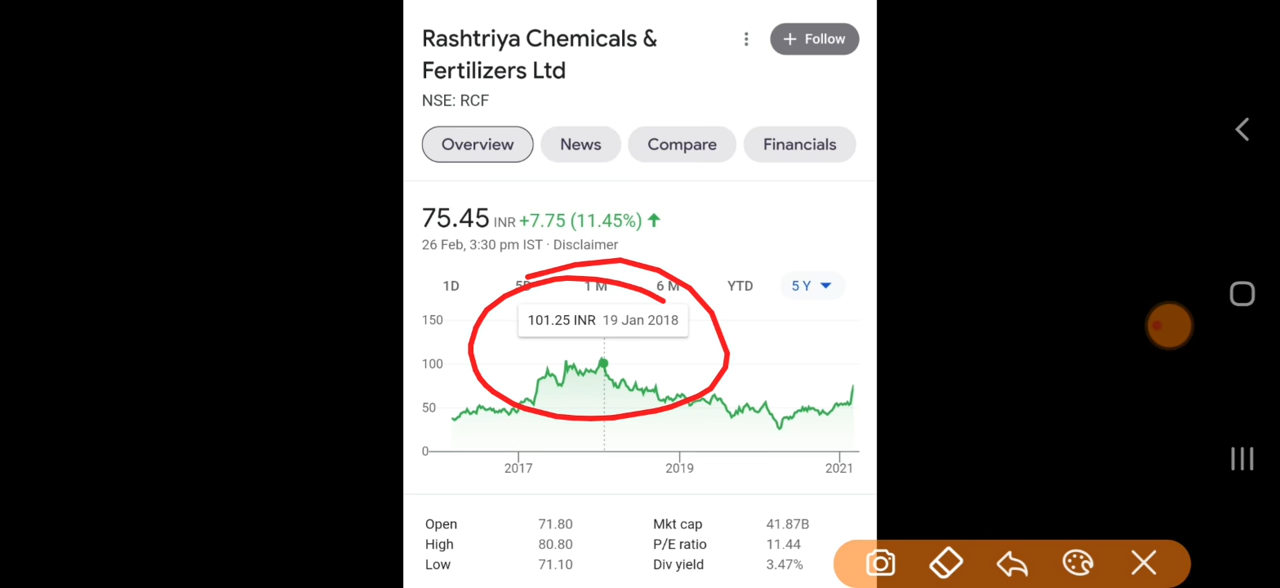 Rashtriya Chemicals &
Fertilizers Ltd
+ Follow
NSE: RCF
Overview News Compare Financials
75.45 INR +7.75 (11.45%) ↑
26 Feb, 3:30 pm IST · Disclaimer
1D 5D 1 M 6 M YTD 5 Y
101.25 INR 19 Jan 2018
150
100
50
0
2017 2019 2021
Open 71.80 Mkt cap 41.87B
High 80.80 P/E ratio 11.44
Low 71.10 Div yield 3.47%